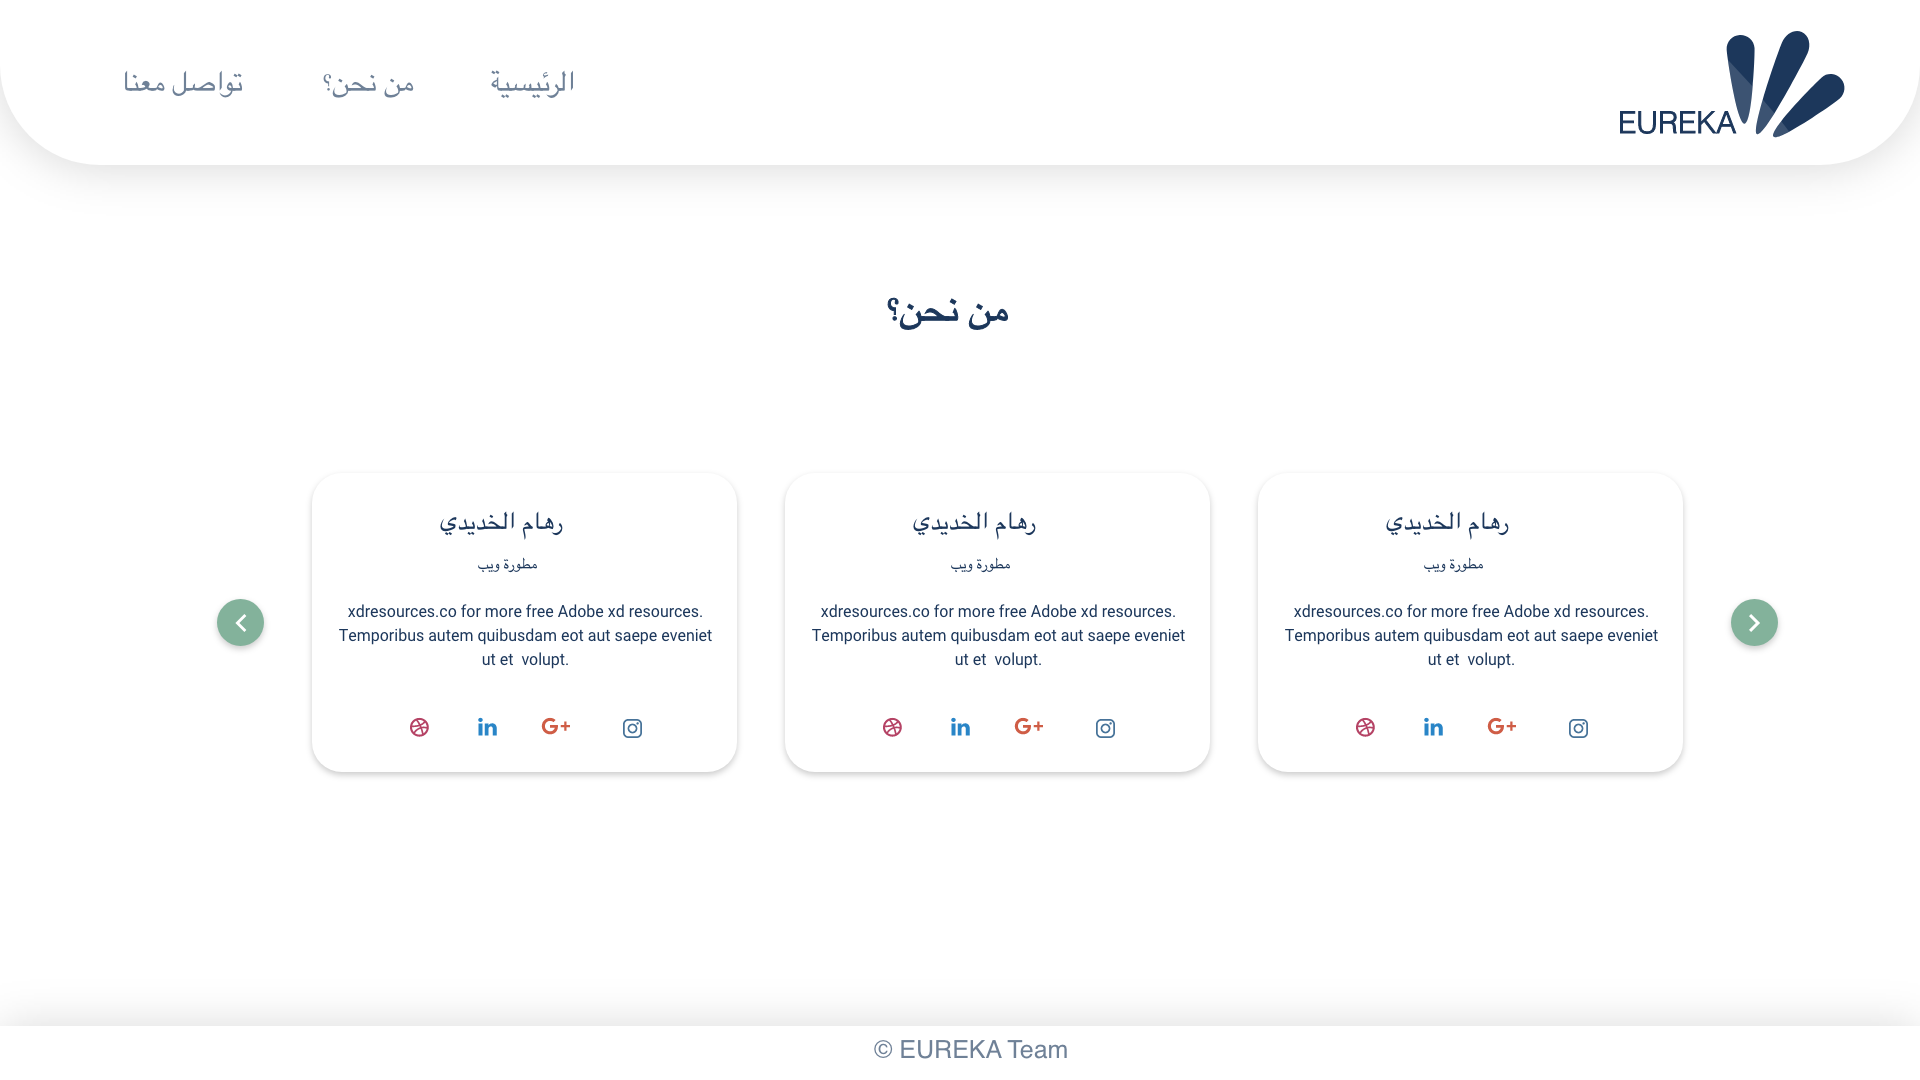 الرئيسية
من نحن؟
تواصل معنا
EUREKA
من نحن؟
رهام الخديدي
مطورة ويب
xdresources.co for more free Adobe xd resources.
Temporibus autem quibusdam eot aut saepe eveniet
ut et volupt.
رهام الخديدي
مطورة ويب
xdresources.co for more free Adobe xd resources.
Temporibus autem quibusdam eot aut saepe eveniet
ut et volupt.
رهام الخديدي
مطورة ويب
xdresources.co for more free Adobe xd resources.
Temporibus autem quibusdam eot aut saepe eveniet
ut et volupt.
© EUREKA Team